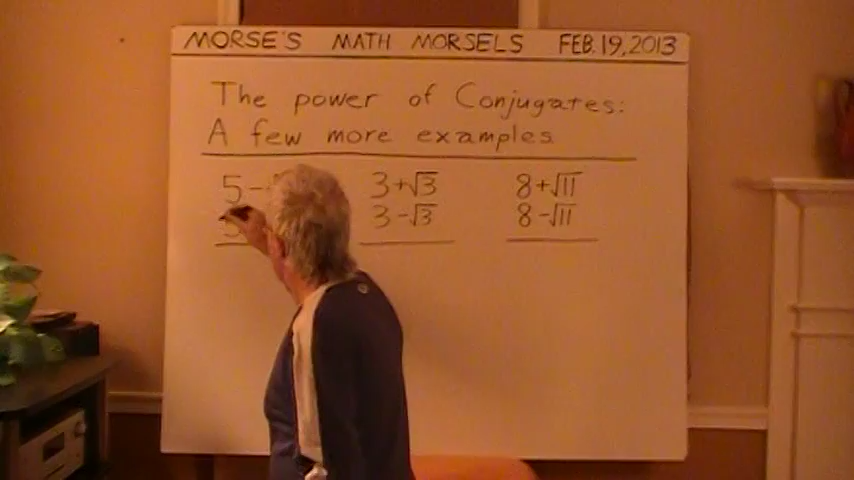 MORSE'S MATH MORSELS FEB. 19, 2013
The power of Conjugates:
A few more examples
5 - 3+√3 8+√11
3-√3 8-√11